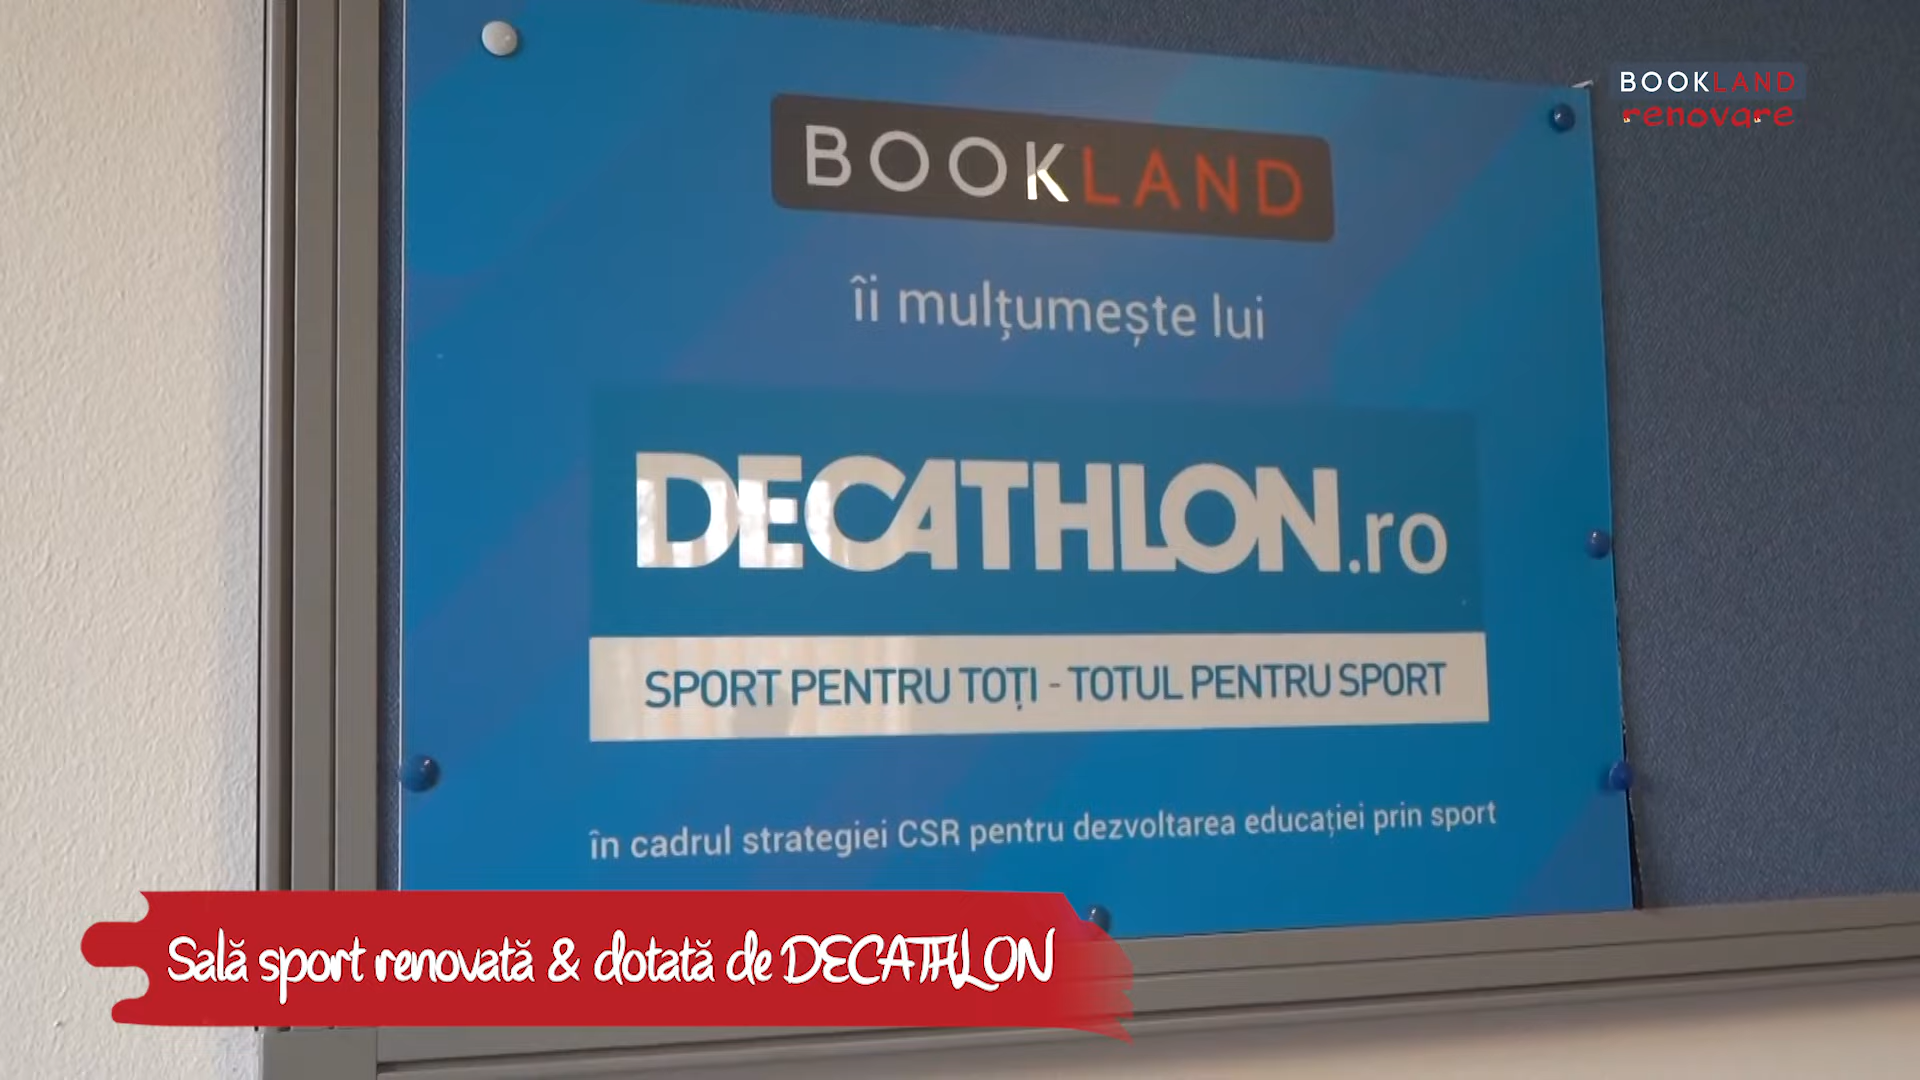 BOOKLAND
renovare
BOOKLAND
îi mulțumește lui
DECATHLON.ro
SPORT PENTRU TOȚI - TOTUL PENTRU SPORT
în cadrul strategiei CSR pentru dezvoltarea educației prin sport
Sală sport renovată & dotată de DECATHLON